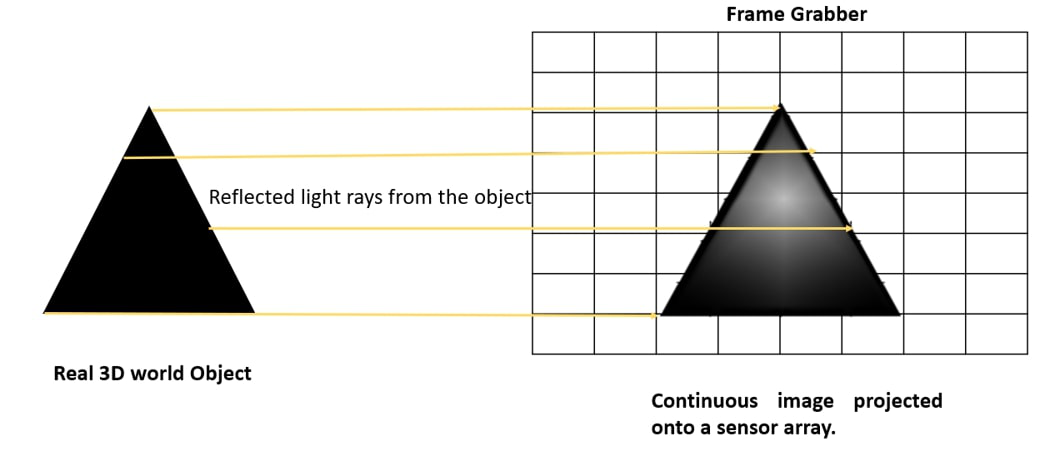 Frame Grabber
Reflected light rays from the object
Real 3D world Object
Continuous image projected
onto a sensor array.